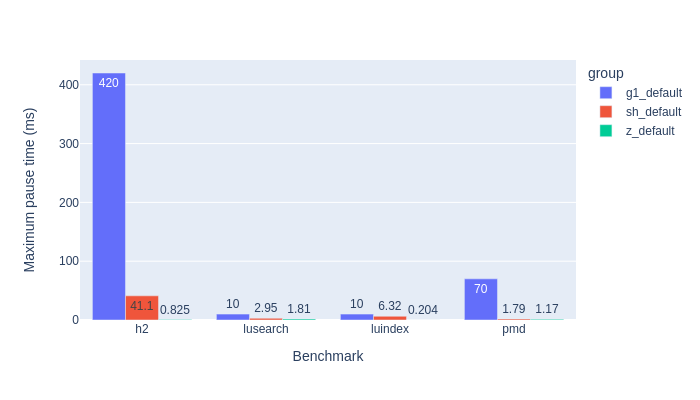 group
g1_default
sh_default
z_default
Maximum pause time (ms)
400
300
200
100
0
420
41.1
0.825
10
2.95
1.81
10
6.32
0.204
70
1.79
1.17
h2
lusearch
luindex
pmd
Benchmark